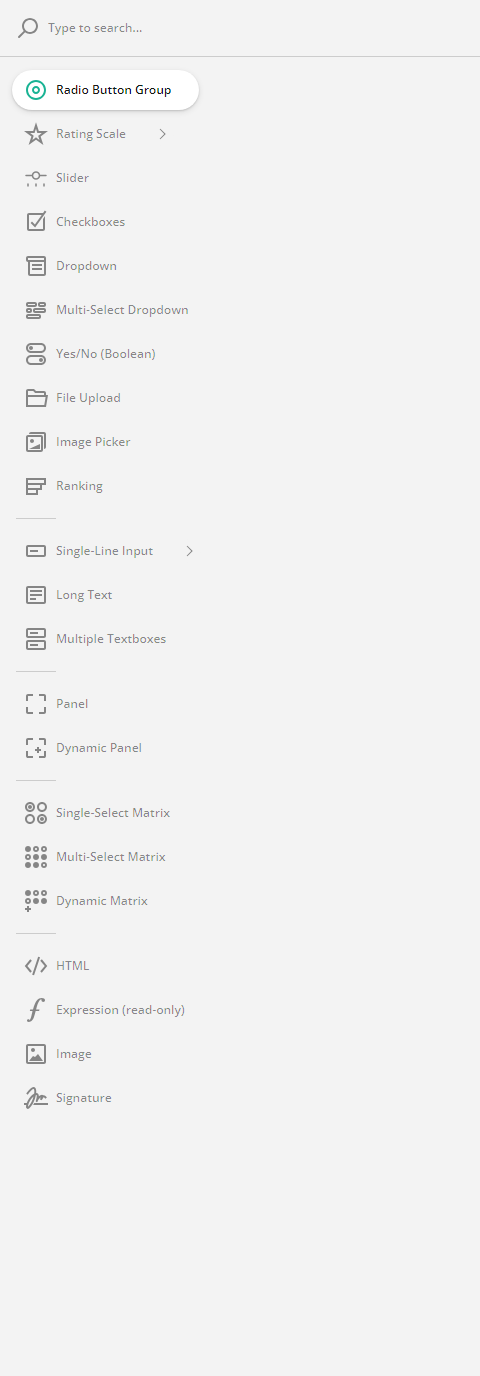 Type to search...
Radio Button Group
Rating Scale
Slider
Checkboxes
Dropdown
Multi-Select Dropdown
Yes/No (Boolean)
File Upload
Image Picker
Ranking
Single-Line Input
Long Text
Multiple Textboxes
Panel
Dynamic Panel
Single-Select Matrix
Multi-Select Matrix
Dynamic Matrix
HTML
Expression (read-only)
Image
Signature